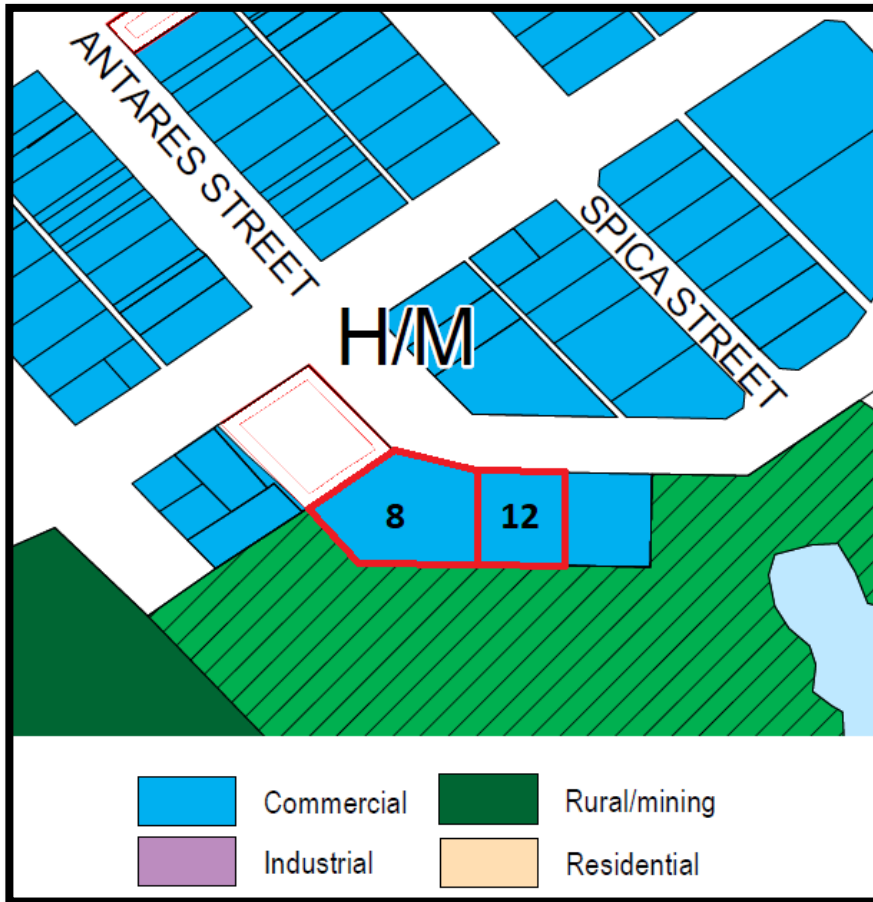 ANTARES STREET
SPICA STREET
H/M
8
12
Commercial
Rural/mining
Industrial
Residential